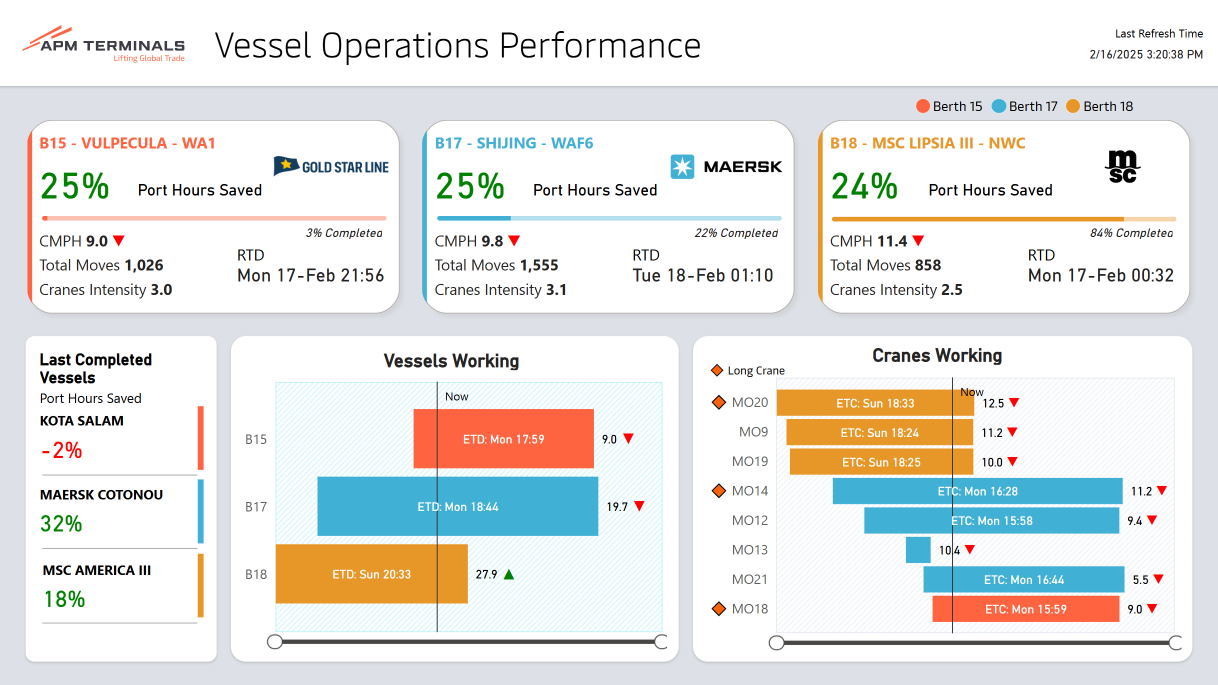 APM TERMINALS
Lifting Global Trade
Vessel Operations Performance
Last Refresh Time
2/16/2025 3:20:38 PM
Berth 15 Berth 17 Berth 18
B15 - VULPECULA - WA1
GOLD STAR LINE
25% Port Hours Saved
3% Completed
CMPH 9.0
Total Moves 1,026
Cranes Intensity 3.0
RTD
Mon 17-Feb 21:56
B17 - SHIJING - WAF6
MAERSK
25% Port Hours Saved
22% Completed
CMPH 9.8
Total Moves 1,555
Cranes Intensity 3.1
RTD
Tue 18-Feb 01:10
B18 - MSC LIPSIA III - NWC
msc
24% Port Hours Saved
84% Completed
CMPH 11.4
Total Moves 858
Cranes Intensity 2.5
RTD
Mon 17-Feb 00:32
Last Completed
Vessels
Port Hours Saved
KOTA SALAM
-2%
MAERSK COTONOU
32%
MSC AMERICA III
18%
Vessels Working
Now
B15 ETD: Mon 17:59 9.0
B17 ETD: Mon 18:44 19.7
B18 ETD: Sun 20:33 27.9
Cranes Working
Long Crane
Now
MO20 ETC: Sun 18:33 12.5
MO9 ETC: Sun 18:24 11.2
MO19 ETC: Sun 18:25 10.0
MO14 ETC: Mon 16:28 11.2
MO12 ETC: Mon 15:58 9.4
MO13 10.4
MO21 ETC: Mon 16:44 5.5
MO18 ETC: Mon 15:59 9.0